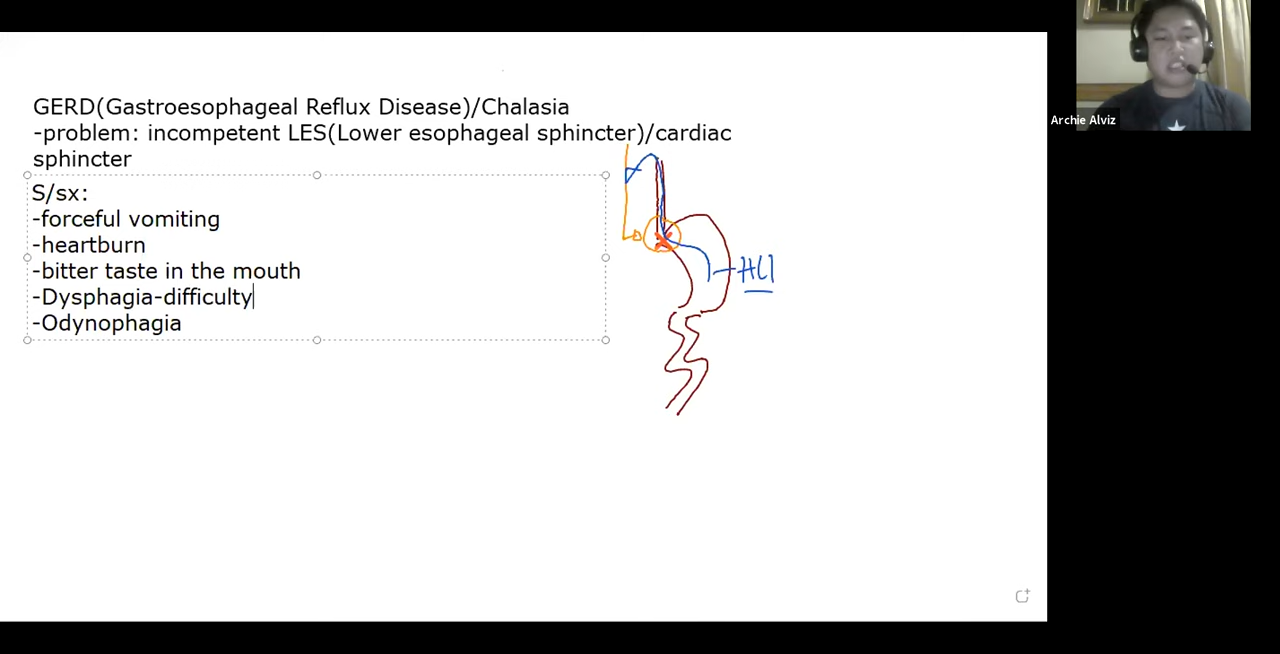 GERD(Gastroesophageal Reflux Disease)/Chalasia
-problem: incompetent LES(Lower esophageal sphincter)/cardiac
sphincter
S/sx:
-forceful vomiting
-heartburn
-bitter taste in the mouth
-Dysphagia-difficulty
-Odynophagia
HCl
Archie Alviz